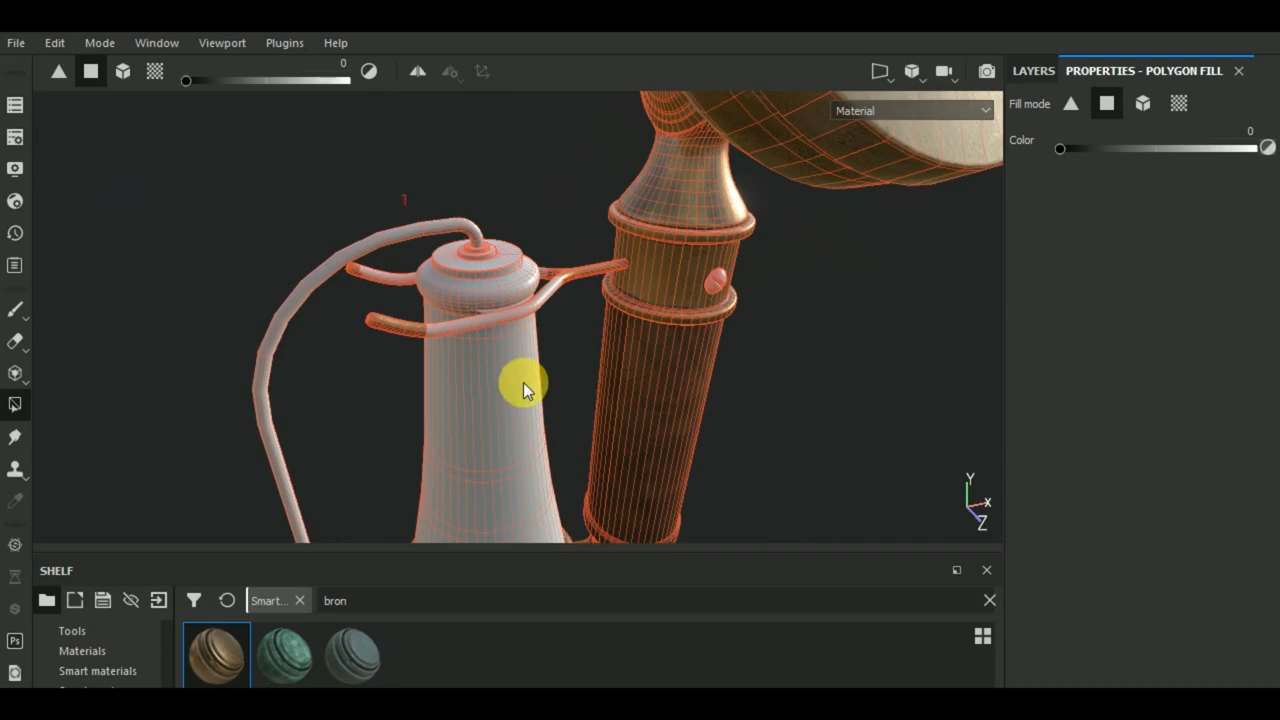 File Edit Mode Window Viewport Plugins Help
0
LAYERS PROPERTIES - POLYGON FILL
Material
Fill mode
Color 0
Y
X
Z
SHELF
Smart... bron
Tools
Materials
Smart materials
Ps